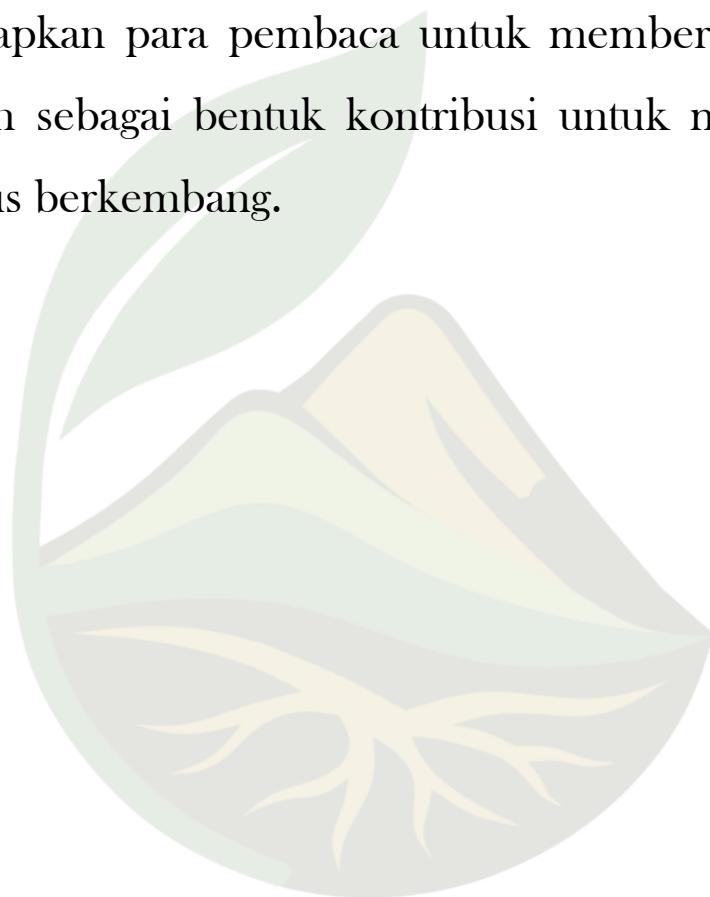 apkan para pembaca untuk member
n sebagai bentuk kontribusi untuk n
us berkembang.